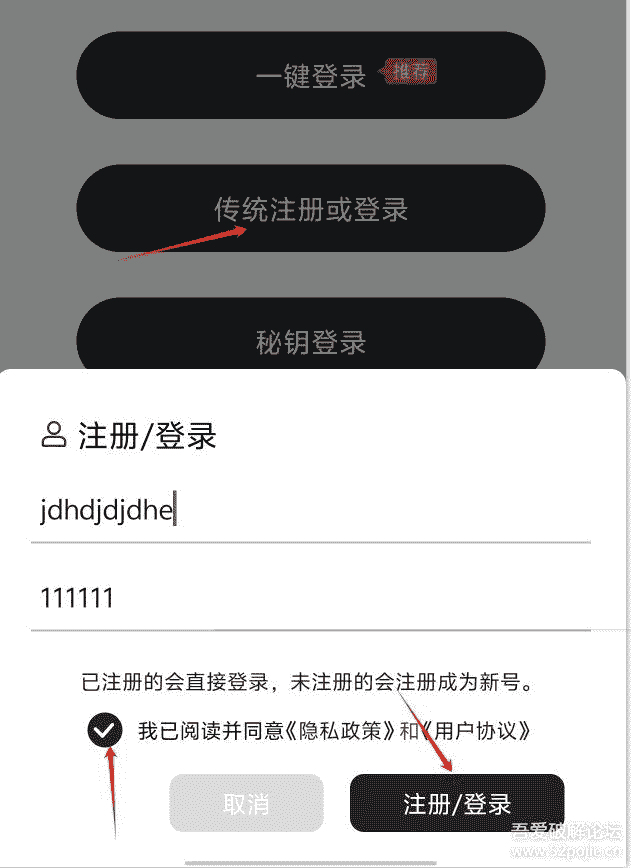 一键登录 推荐
传统注册或登录
秘钥登录
注册/登录
jdhdjdjdhe
111111
已注册的会直接登录，未注册的会注册成为新号。
我已阅读并同意《隐私政策》和《用户协议》
取消 注册/登录
吾爱破解论坛
www.52pojie.cn